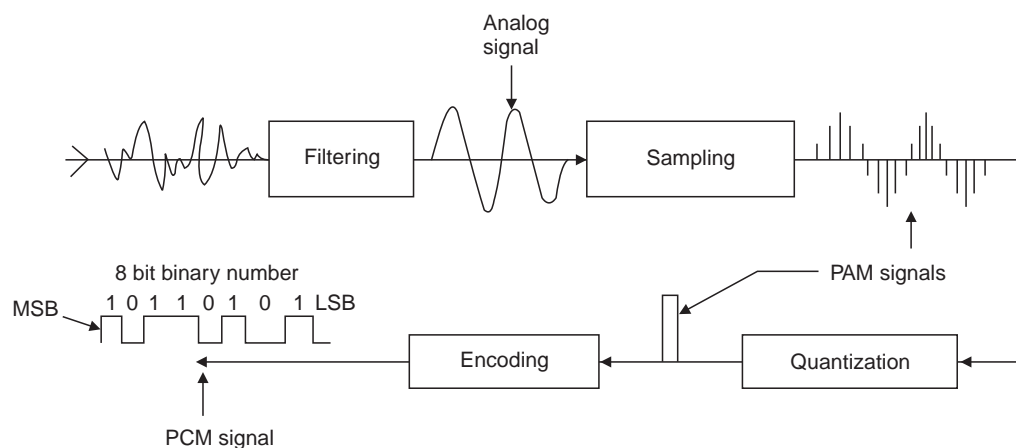 Analog
signal
Filtering
Sampling
8 bit binary number
1 0 1 1 0 1 0 1 LSB
MSB
PAM signals
Encoding
Quantization
PCM signal